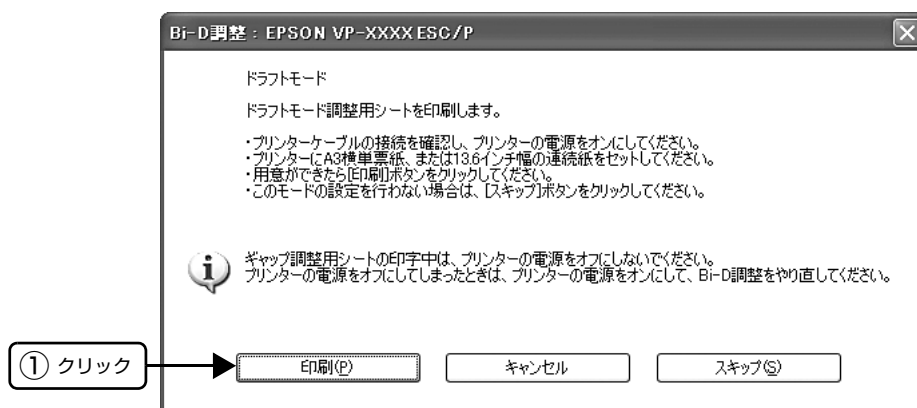 Bi-D調整：EPSON VP-XXXX ESC/P
ドラフトモード
ドラフトモード調整用シートを印刷します。
・プリンターケーブルの接続を確認し、プリンターの電源をオンにしてください。
・プリンターにA3横単票紙、または13.6インチ幅の連続紙をセットしてください。
・用意ができたら[印刷]ボタンをクリックしてください。
・このモードの設定を行わない場合は、[スキップ]ボタンをクリックしてください。
ギャップ調整用シートの印字中は、プリンターの電源をオフにしないでください。
プリンターの電源をオフにしてしまったときは、プリンターの電源をオンにして、Bi-D調整をやり直してください。
① クリック
印刷(P)
キャンセル
スキップ(S)